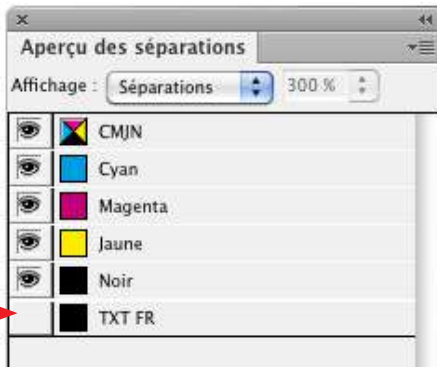 Aperçu des séparations
Affichage : Séparations 300 %
CMJN
Cyan
Magenta
Jaune
Noir
TXT FR